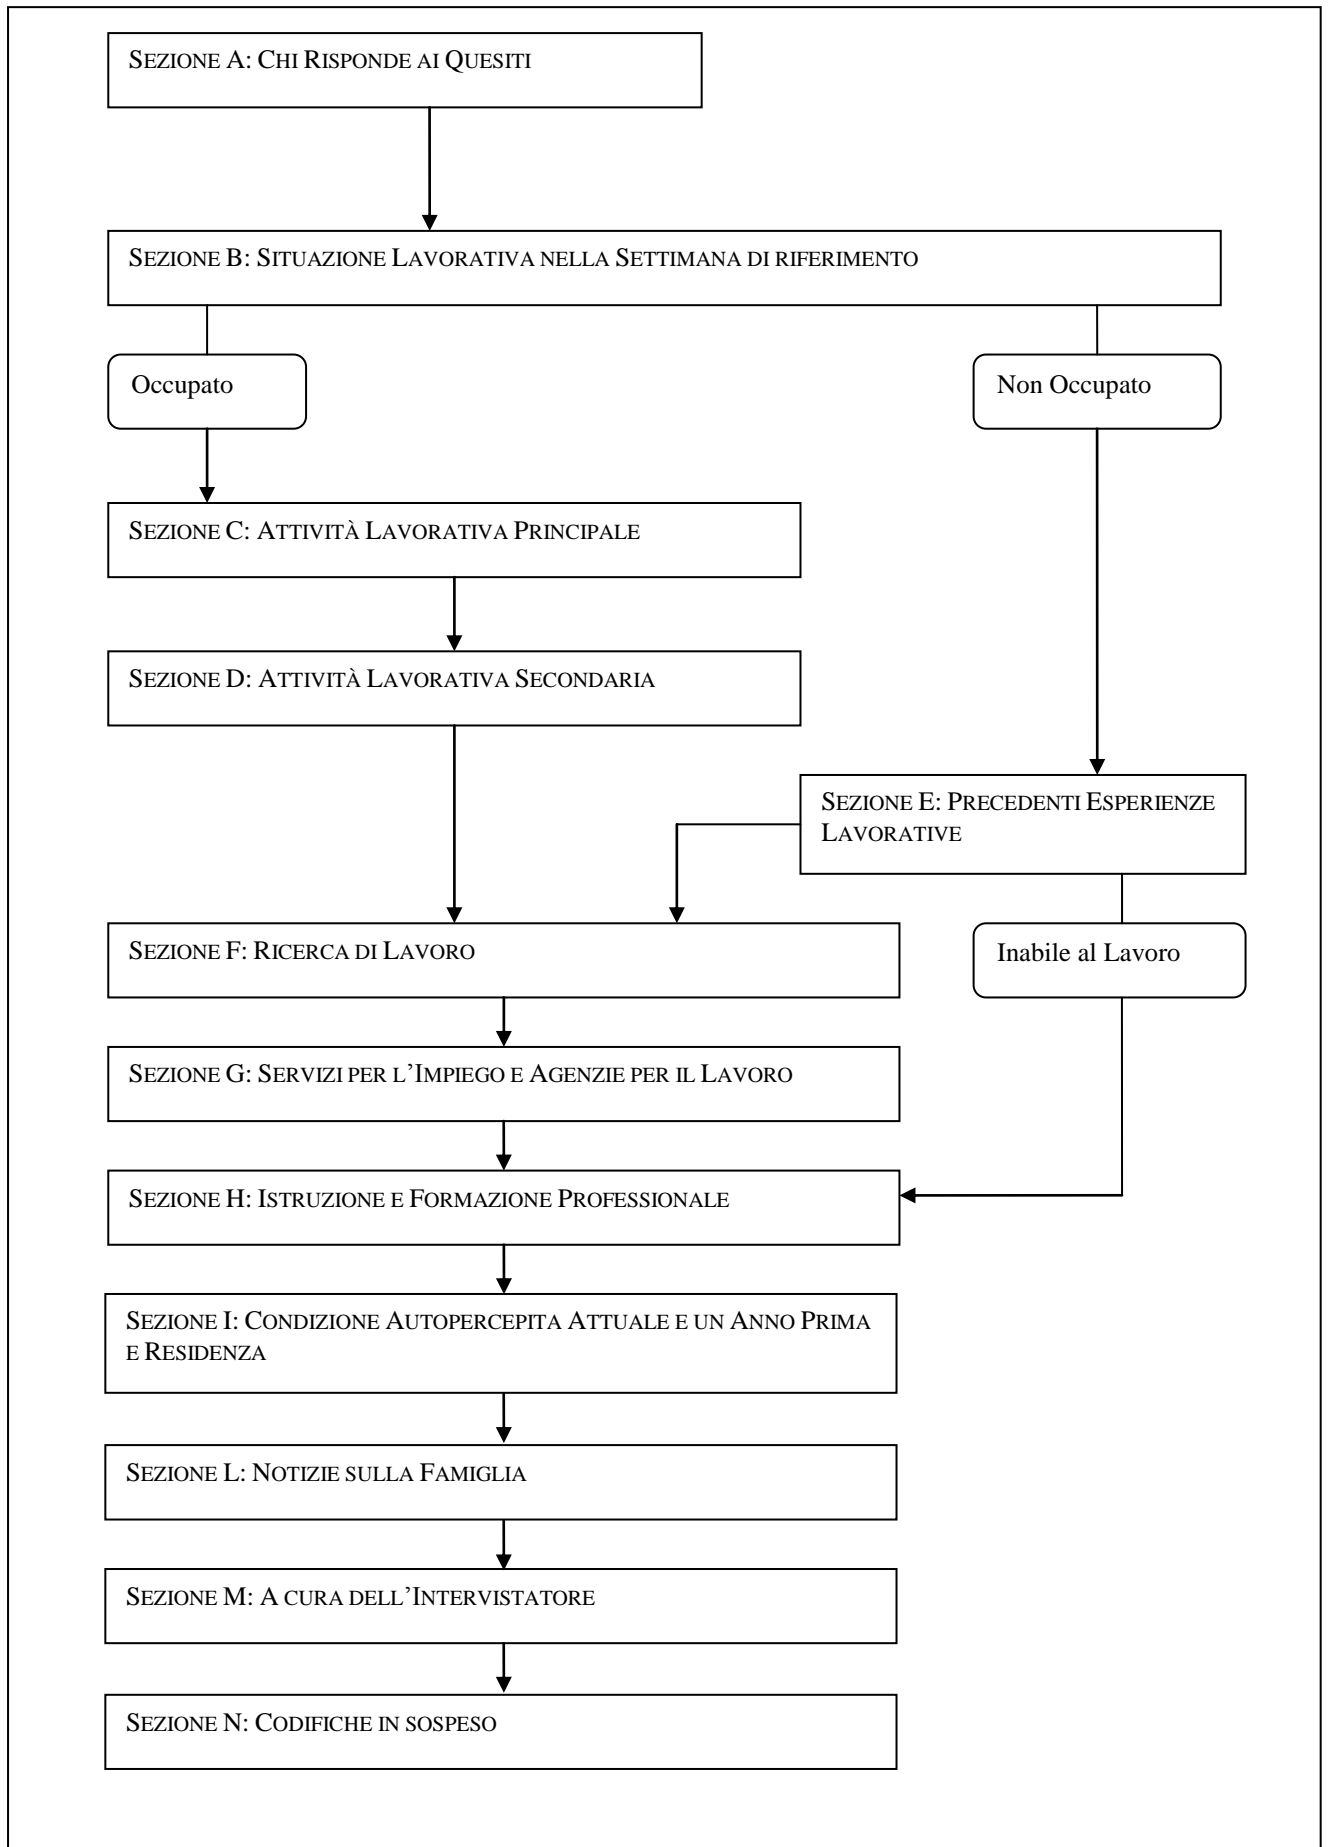 SEZIONE A: CHI RISPONDE AI QUESITI
SEZIONE B: SITUAZIONE LAVORATIVA NELLA SETTIMANA DI RIFERIMENTO
Occupato
Non Occupato
SEZIONE C: ATTIVITÀ LAVORATIVA PRINCIPALE
SEZIONE D: ATTIVITÀ LAVORATIVA SECONDARIA
SEZIONE E: PRECEDENTI ESPERIENZE
LAVORATIVE
SEZIONE F: RICERCA DI LAVORO
Inabile al Lavoro
SEZIONE G: SERVIZI PER L’IMPIEGO E AGENZIE PER IL LAVORO
SEZIONE H: ISTRUZIONE E FORMAZIONE PROFESSIONALE
SEZIONE I: CONDIZIONE AUTOPERCEPITA ATTUALE E UN ANNO PRIMA
E RESIDENZA
SEZIONE L: NOTIZIE SULLA FAMIGLIA
SEZIONE M: A CURA DELL’INTERVISTATORE
SEZIONE N: CODIFICHE IN SOSPESO